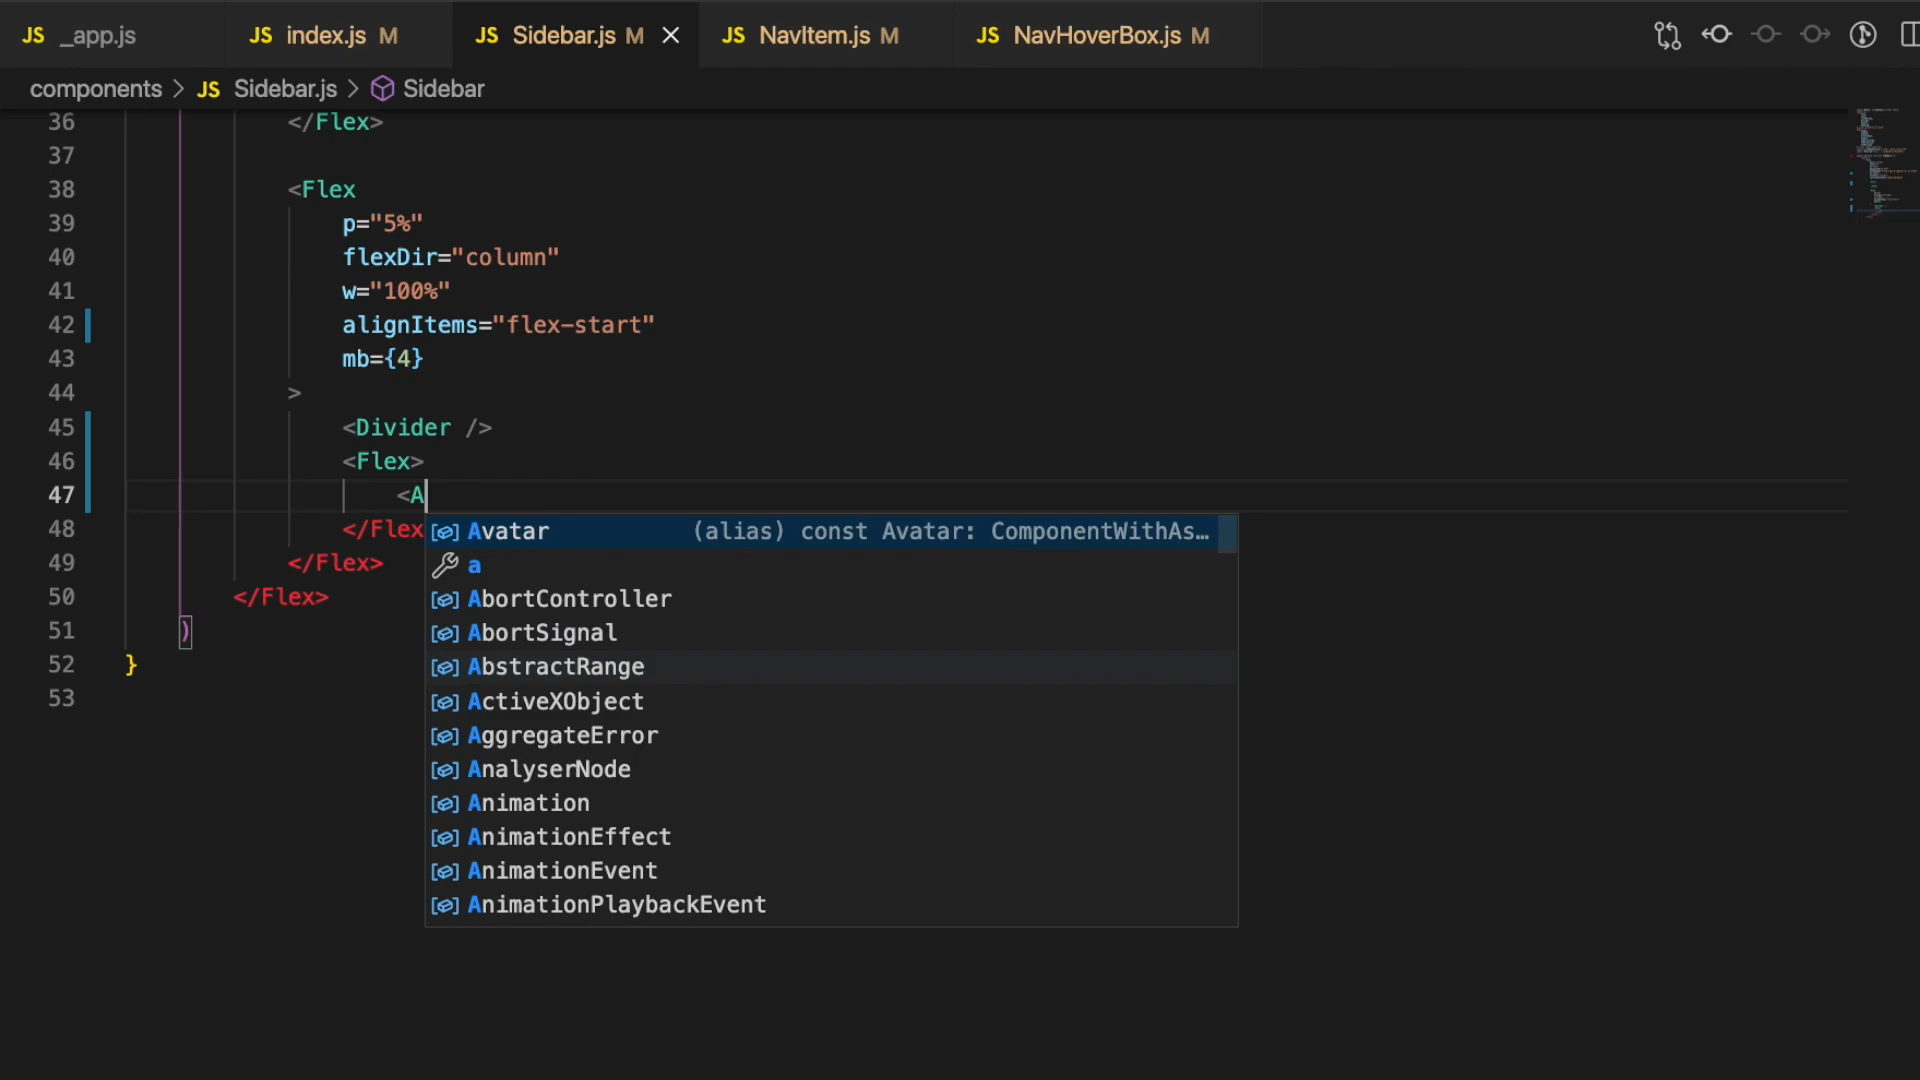 JS _app.js JS index.js M JS Sidebar.js M JS NavItem.js M JS NavHoverBox.js M
components > JS Sidebar.js > Sidebar
36 </Flex>
37
38 <Flex
39 p="5%"
40 flexDir="column"
41 w="100%"
42 alignItems="flex-start"
43 mb={4}
44 >
45 <Divider />
46 <Flex>
47 <A
48 </Flex Avatar (alias) const Avatar: ComponentWithAs…
49 </Flex> a
50 </Flex> AbortController
51 ) AbortSignal
52 } AbstractRange
53 ActiveXObject
AggregateError
AnalyserNode
Animation
AnimationEffect
AnimationEvent
AnimationPlaybackEvent